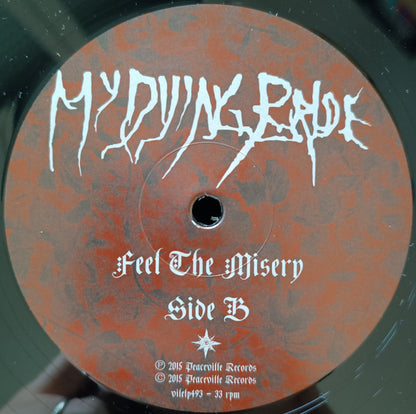 My Dying Bride
Feel The Misery
Side B
℗ 2015 Peaceville Records
© 2015 Peaceville Records
vilelp493 - 33 rpm